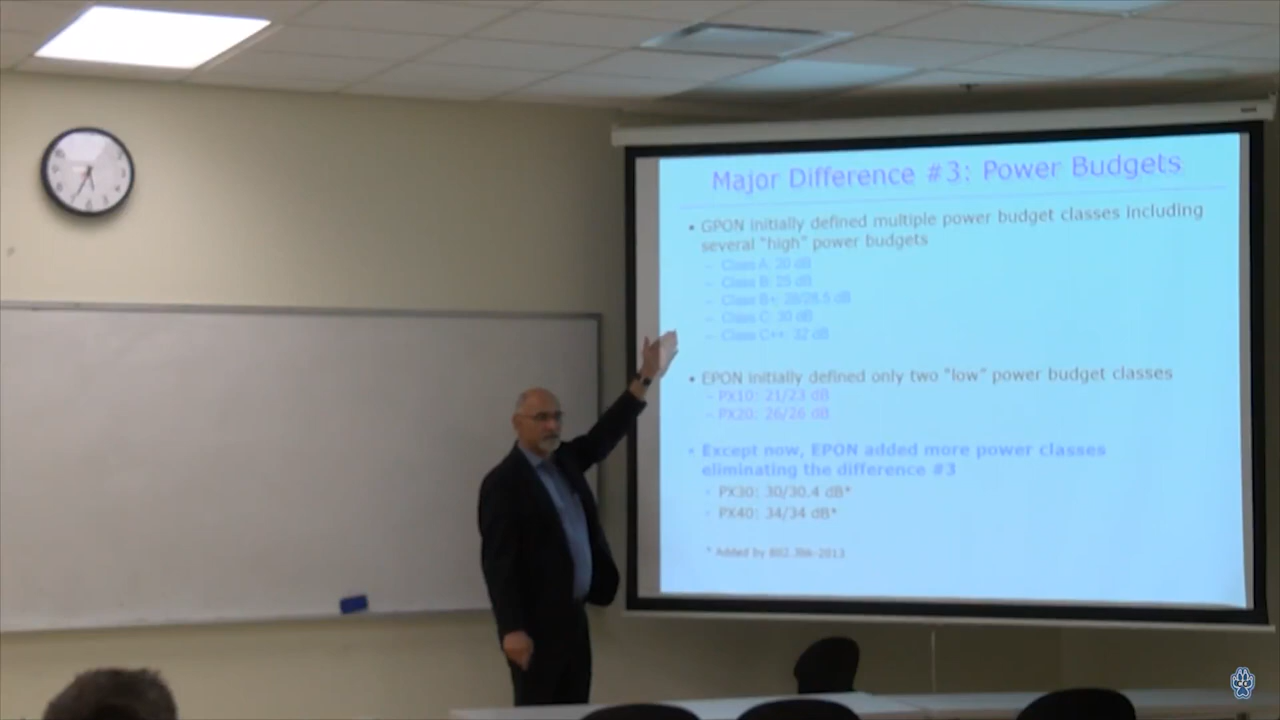 Major Difference #3: Power Budgets
• GPON initially defined multiple power budget classes including
several "high" power budgets
– Class A: 20 dB
– Class B: 25 dB
– Class B+: 28/28.5 dB
– Class C: 30 dB
– Class C++: 32 dB
• EPON initially defined only two "low" power budget classes
– PX10: 21/23 dB
– PX20: 26/26 dB
• Except now, EPON added more power classes
eliminating the difference #3
◦ PX30: 30/30.4 dB*
◦ PX40: 34/34 dB*
* Added by 802.3bk-2013